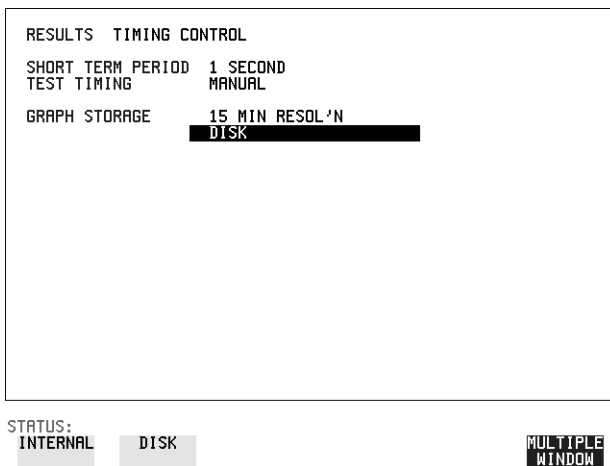 RESULTS TIMING CONTROL
SHORT TERM PERIOD 1 SECOND
TEST TIMING MANUAL
GRAPH STORAGE 15 MIN RESOL'N
DISK
STATUS:
INTERNAL DISK MULTIPLE
WINDOW